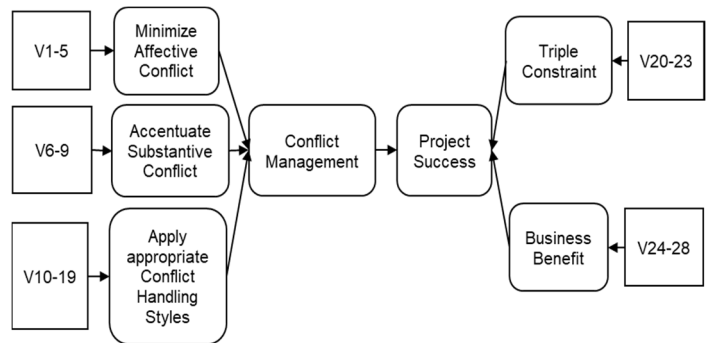 V1-5
Minimize
Affective
Conflict
V6-9
Accentuate
Substantive
Conflict
V10-19
Apply
appropriate
Conflict
Handling
Styles
Conflict
Management
Project
Success
Triple
Constraint
V20-23
Business
Benefit
V24-28